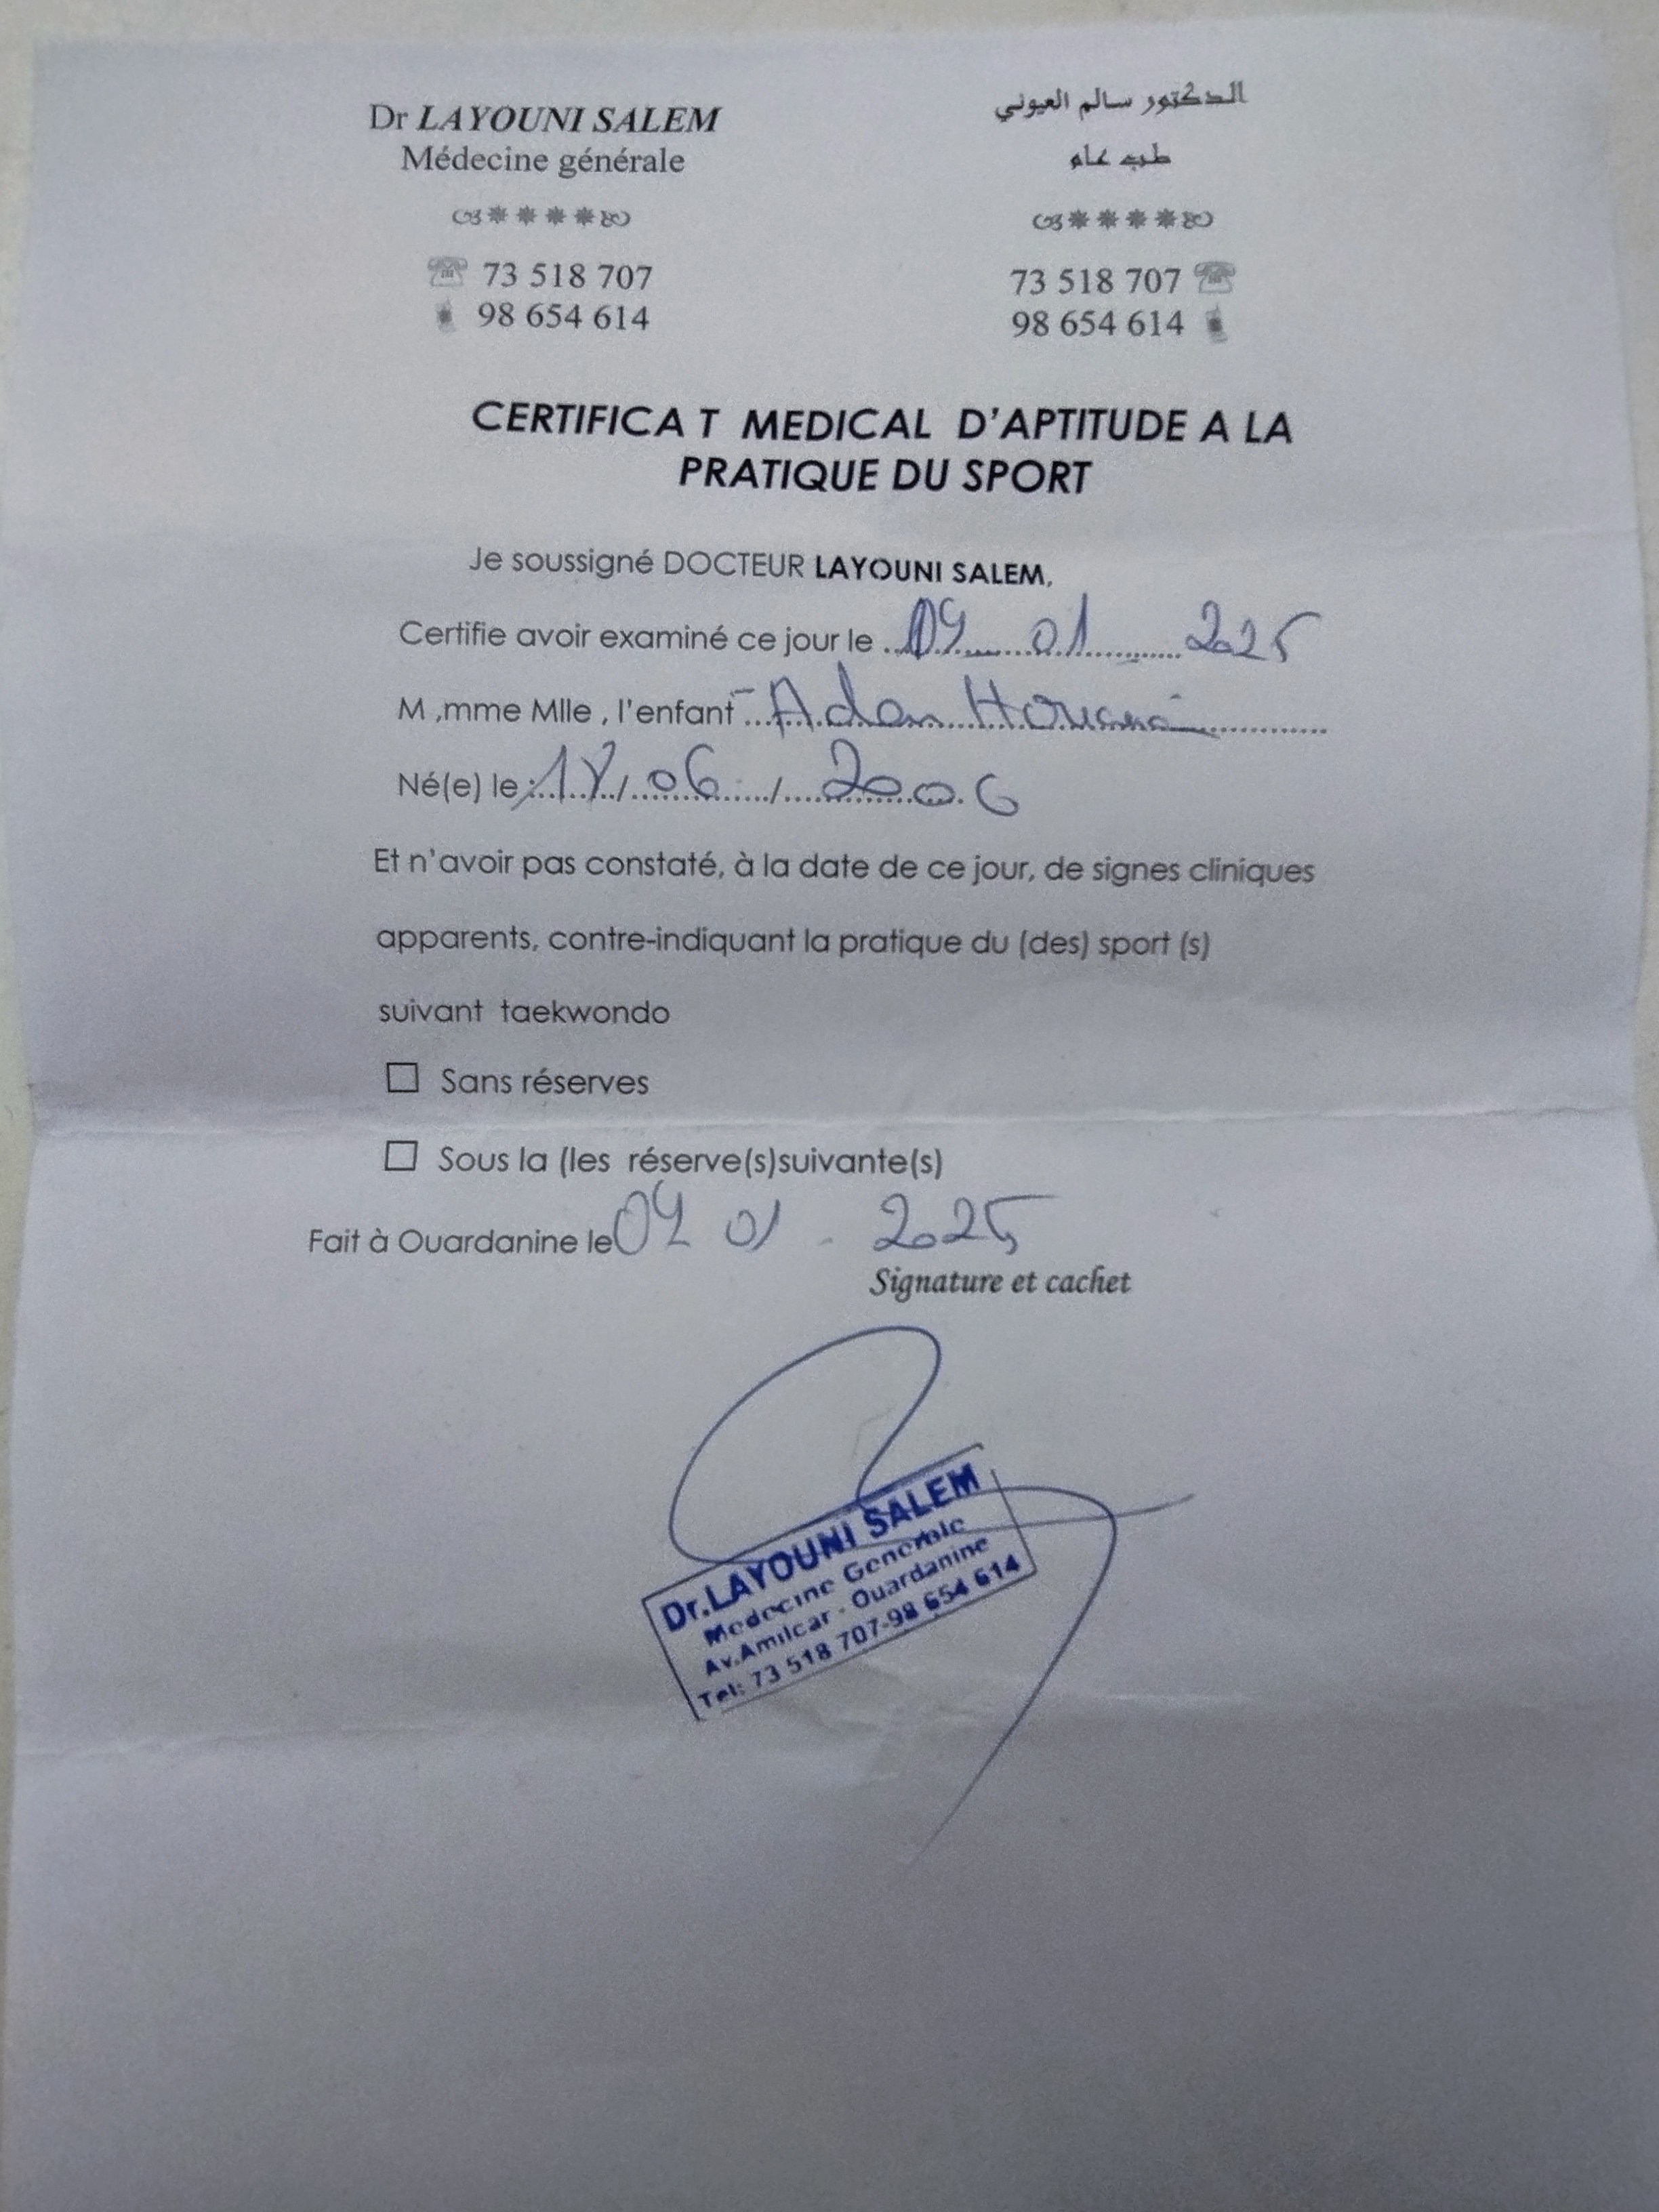 Dr LAYOUNI SALEM
Médecine générale
73 518 707
98 654 614
الدكتور سالم العيوني
طب عام
73 518 707
98 654 614
CERTIFICA T MEDICAL D'APTITUDE A LA
PRATIQUE DU SPORT
Je soussigné DOCTEUR LAYOUNI SALEM,
Certifie avoir examiné ce jour le 01 2025
M ,mme Mlle , l'enfant
Né(e) le / 06 / 2006
Et n'avoir pas constaté, à la date de ce jour, de signes cliniques
apparents, contre-indiquant la pratique du (des) sport (s)
suivant taekwondo
Sans réserves
Sous la (les réserve(s)suivante(s)
Fait à Ouardanine le 01 . 2025
Signature et cachet
Dr.LAYOUNI SALEM
Medecine Generale
Av.Amilcar - Ouardanine
Tel: 73 518 707-98 654 614